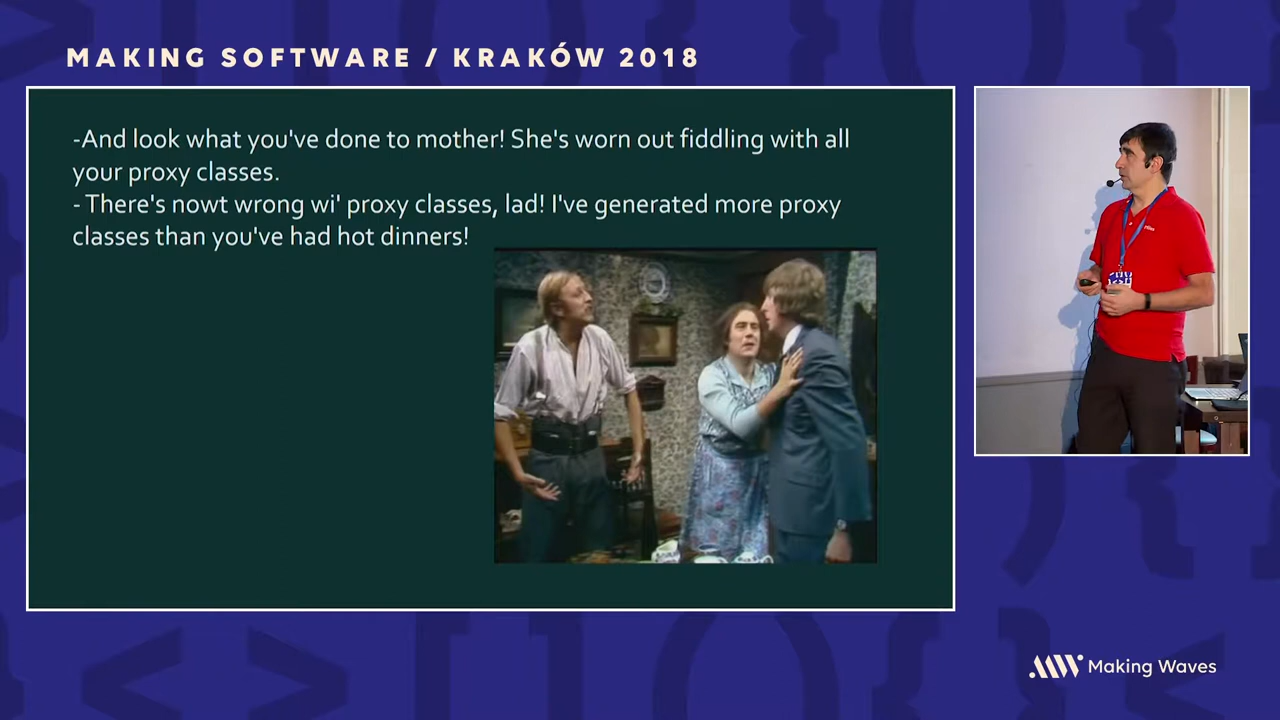 MAKING SOFTWARE / KRAKÓW 2018
-And look what you've done to mother! She's worn out fiddling with all
your proxy classes.
- There's nowt wrong wi' proxy classes, lad! I've generated more proxy
classes than you've had hot dinners!
Making Waves